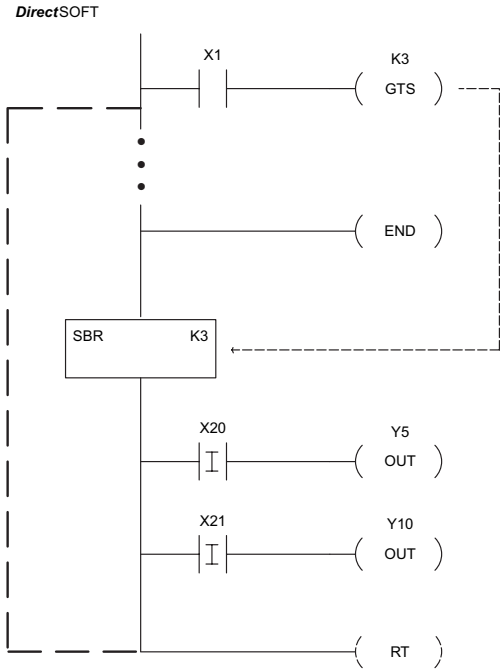 DirectSOFT
X1
K3
GTS
END
SBR K3
X20
Y5
OUT
X21
Y10
OUT
RT